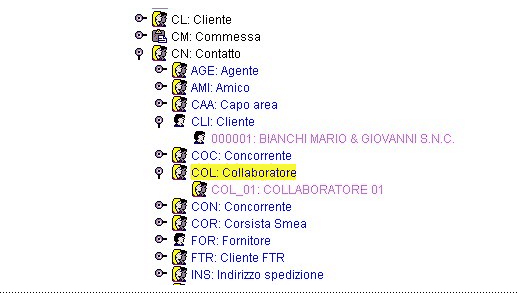 CL: Cliente
CM: Commessa
CN: Contatto
AGE: Agente
AMI: Amico
CAA: Capo area
CLI: Cliente
000001: BIANCHI MARIO & GIOVANNI S.N.C.
COC: Concorrente
COL: Collaboratore
COL_01: COLLABORATORE 01
CON: Concorrente
COR: Corsista Smea
FOR: Fornitore
FTR: Cliente FTR
INS: Indirizzo spedizione